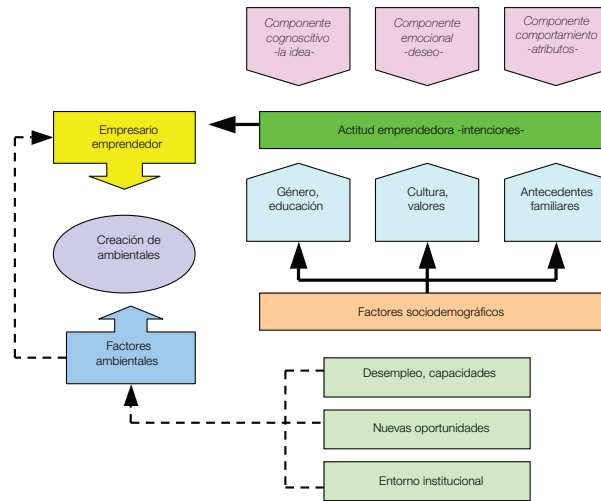 Componente
cognoscitivo
-la idea-
Componente
emocional
-deseo-
Componente
comportamiento
-atributos-
Empresario
emprendedor
Actitud emprendedora -intenciones-
Género,
educación
Cultura,
valores
Antecedentes
familiares
Creación de
ambientales
Factores sociodemográficos
Factores
ambientales
Desempleo, capacidades
Nuevas oportunidades
Entorno institucional